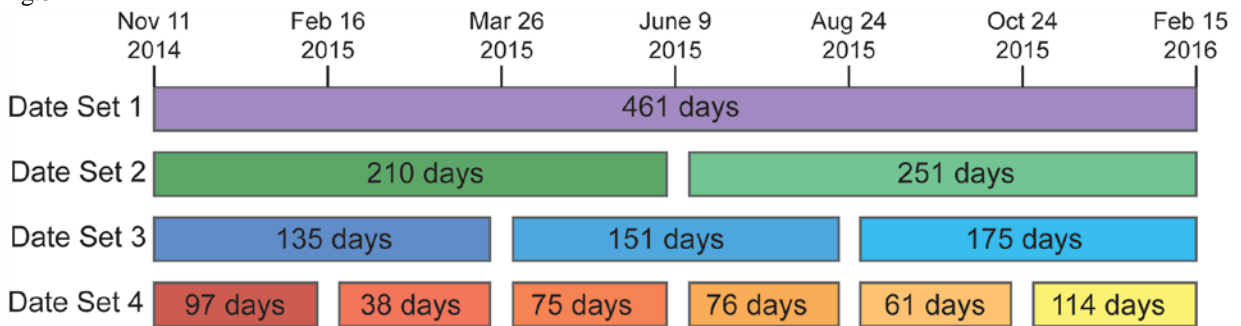 Nov 11 Feb 16 Mar 26 June 9 Aug 24 Oct 24 Feb 15
2014 2015 2015 2015 2015 2015 2016
Date Set 1 461 days
Date Set 2 210 days 251 days
Date Set 3 135 days 151 days 175 days
Date Set 4 97 days 38 days 75 days 76 days 61 days 114 days